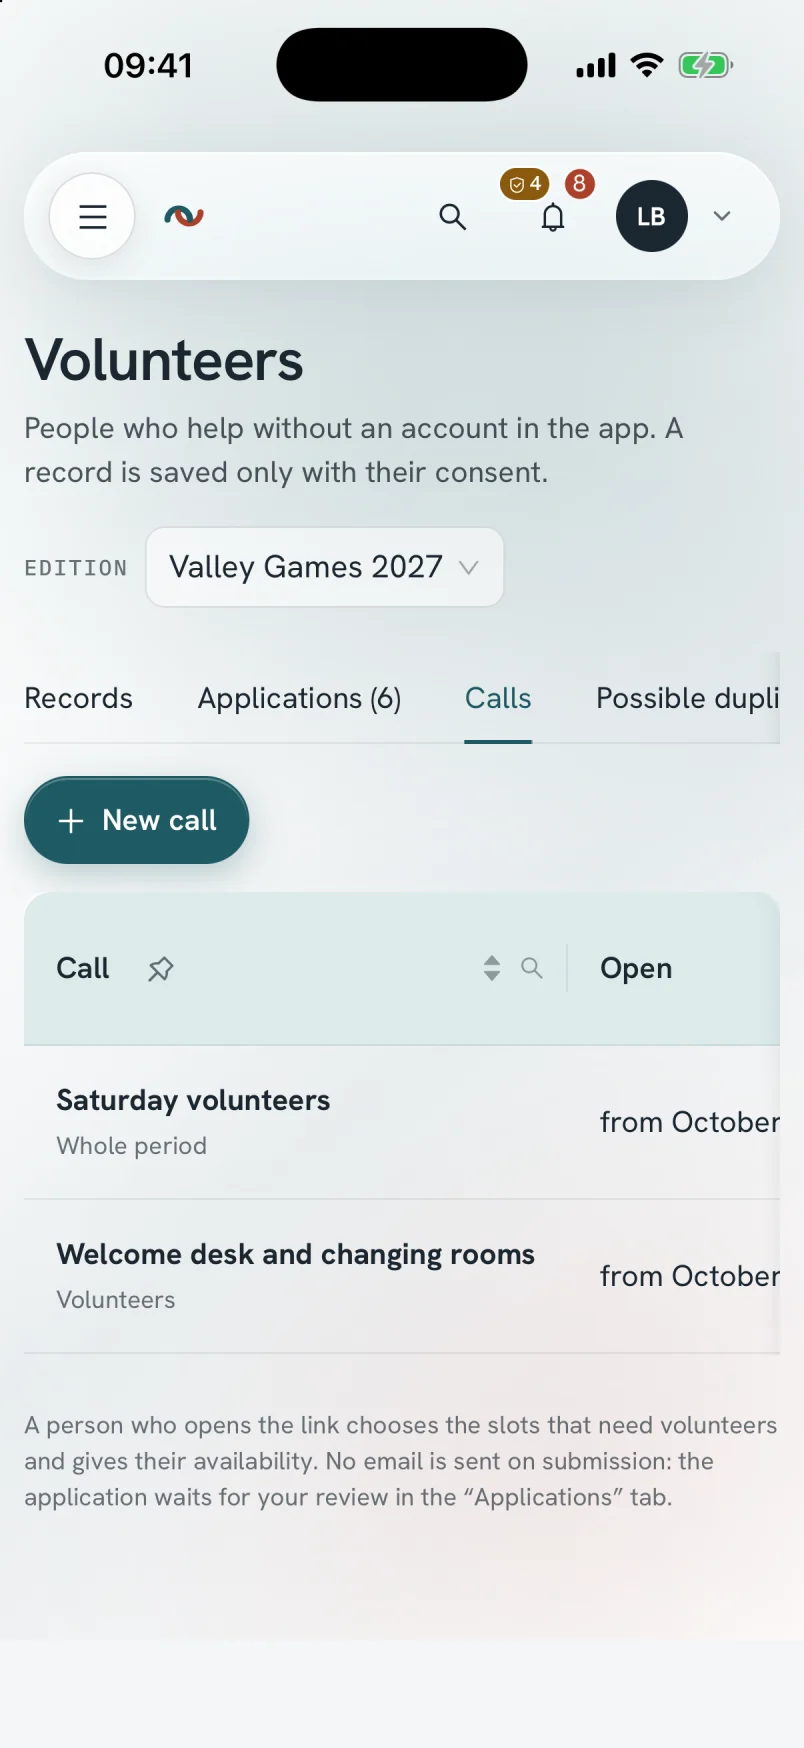 09:41
4
8
LB
Volunteers
People who help without an account in the app. A
record is saved only with their consent.
EDITION
Valley Games 2027
Records
Applications (6)
Calls
Possible dupli
New call
Call
Open
Saturday volunteers
Whole period
from October
Welcome desk and changing rooms
Volunteers
from October
A person who opens the link chooses the slots that need volunteers
and gives their availability. No email is sent on submission: the
application waits for your review in the “Applications” tab.